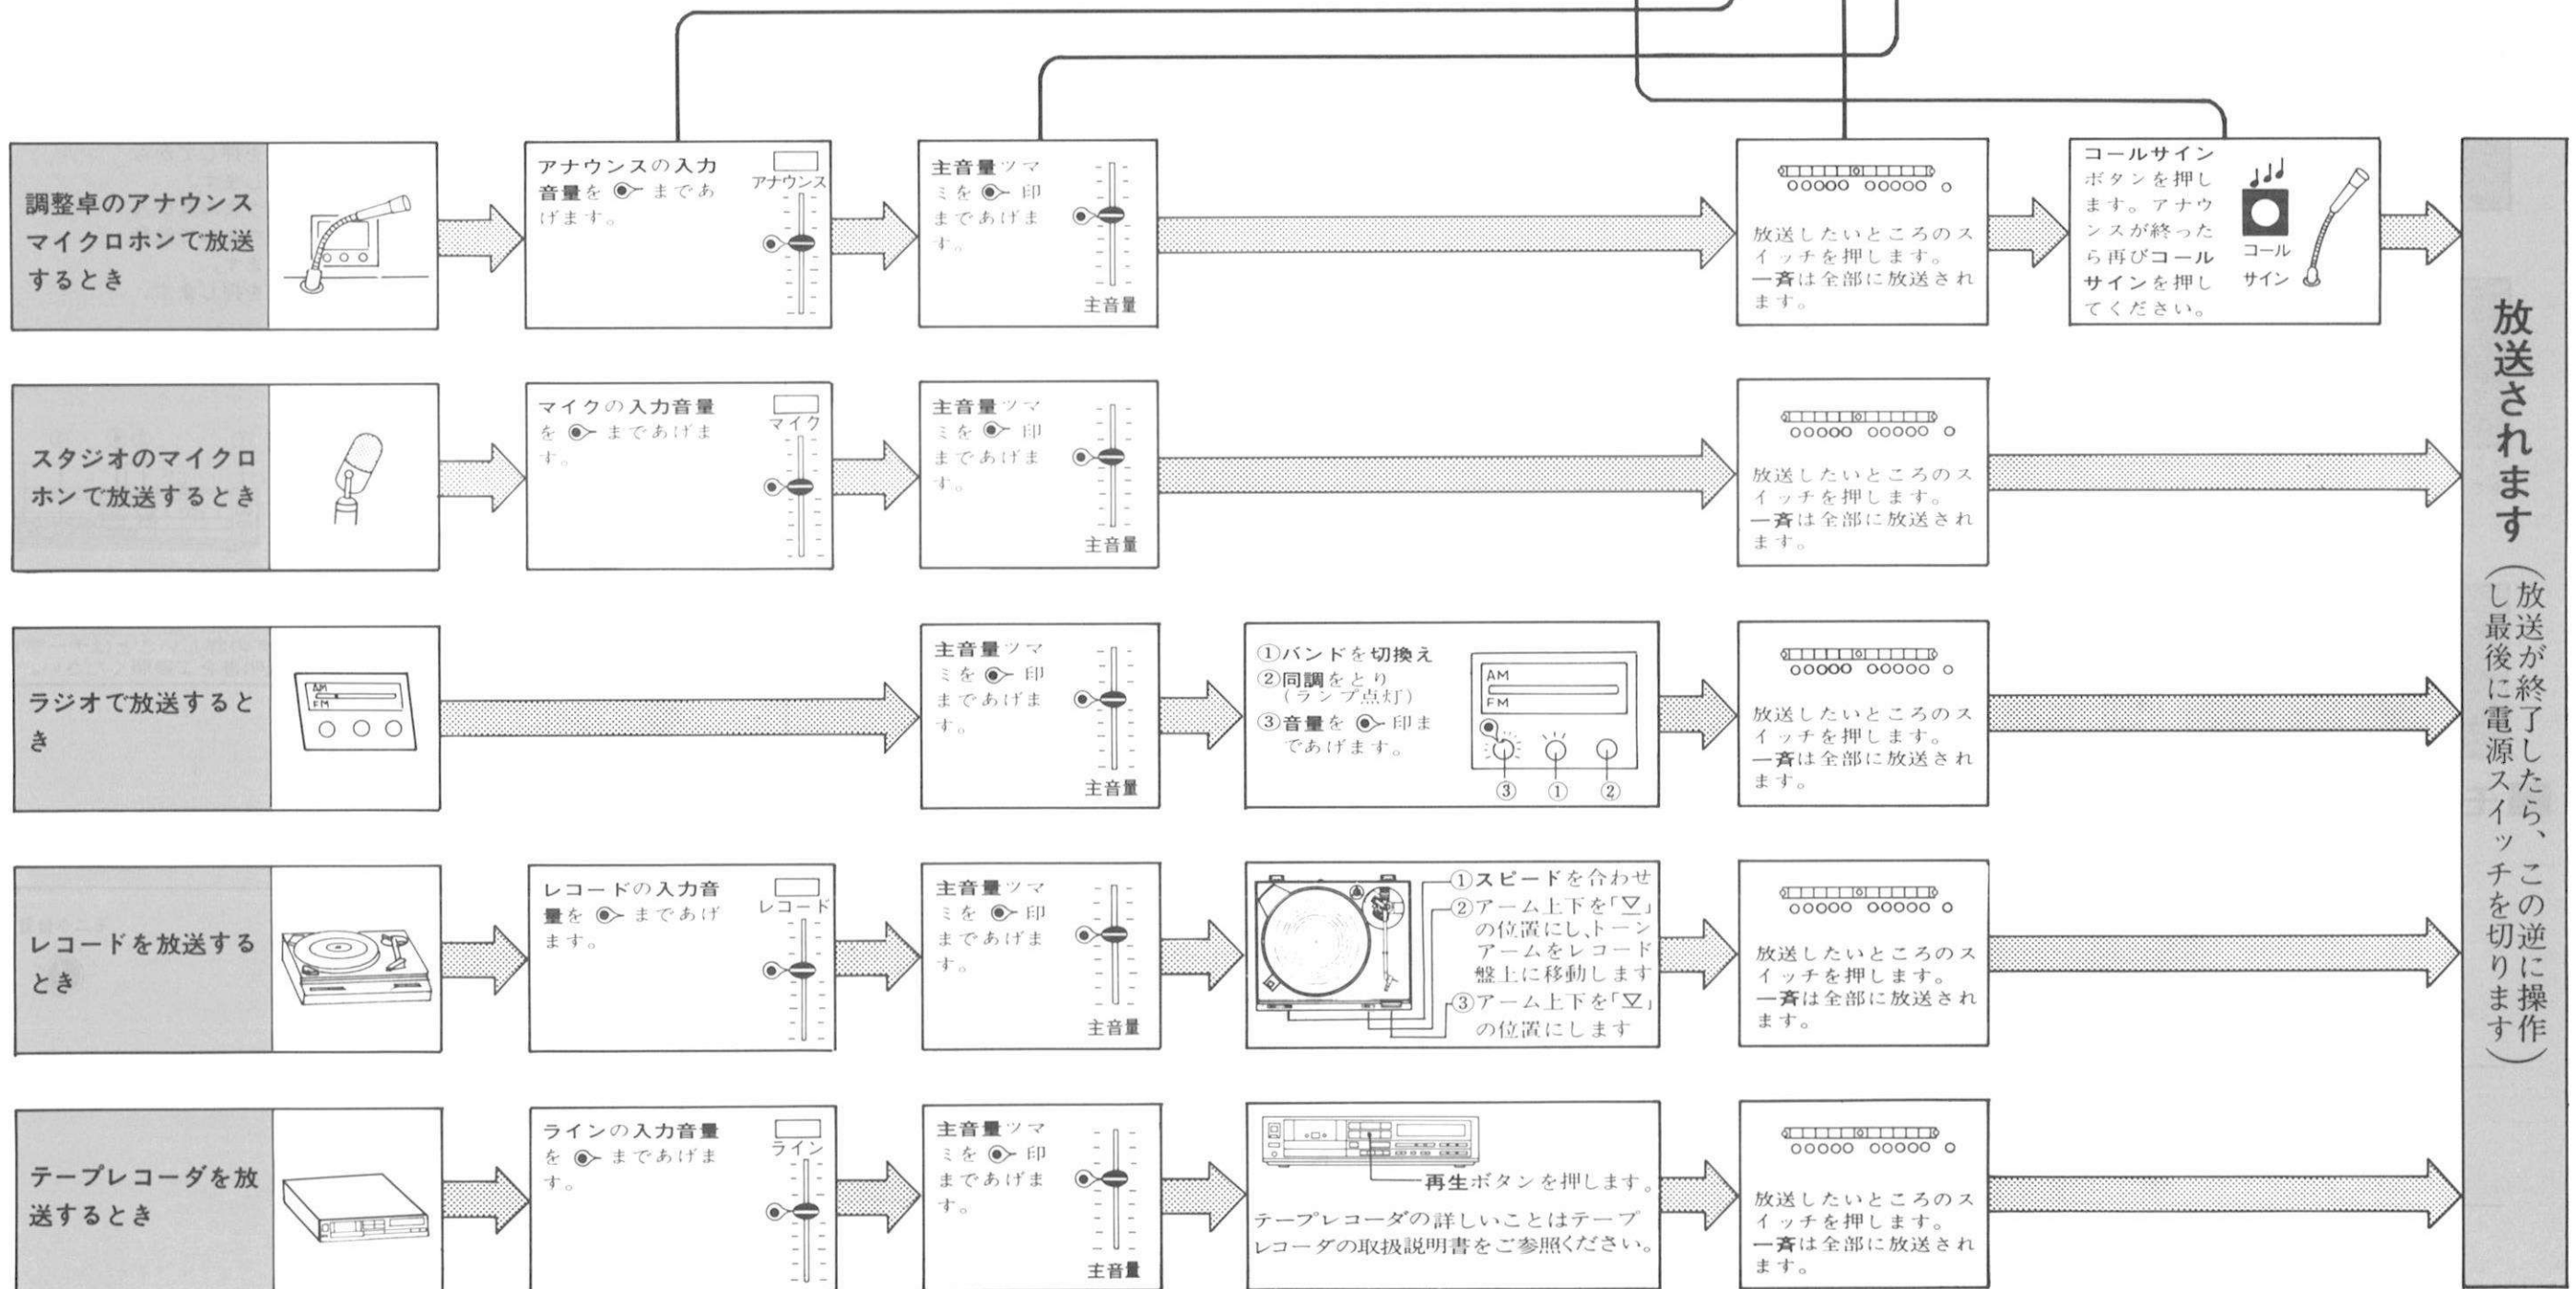 調整卓のアナウンス
マイクロホンで放送
するとき
アナウンスの入力
音量を まであ
げます。
アナウンス
主音量ツマ
ミを 印
まであげま
す。
主音量
放送したいところのス
イッチを押します。
一斉は全部に放送され
ます。
コールサイン
ボタンを押し
ます。アナウ
ンスが終った
ら再びコール
サインを押し
てください。
コール
サイン
スタジオのマイクロ
ホンで放送するとき
マイクの入力音量
を まであげま
す。
マイク
主音量ツマ
ミを 印
まであげま
す。
主音量
放送したいところのス
イッチを押します。
一斉は全部に放送され
ます。
ラジオで放送すると
き
AM
FM
主音量ツマ
ミを 印
まであげま
す。
主音量
①バンドを切換え
②同調をとり
(ランプ点灯)
③音量を 印ま
であげます。
AM
FM
③ ① ②
放送したいところのス
イッチを押します。
一斉は全部に放送され
ます。
レコードを放送する
とき
レコードの入力音
量を まであげ
ます。
レコード
主音量ツマ
ミを 印
まであげま
す。
主音量
①スピードを合わせ
②アーム上下を「▽」
の位置にし、トーン
アームをレコード
盤上に移動します
③アーム上下を「▽」
の位置にします
放送したいところのス
イッチを押します。
一斉は全部に放送され
ます。
テープレコーダを放
送するとき
ラインの入力音量
を まであげま
す。
ライン
主音量ツマ
ミを 印
まであげま
す。
主音量
再生ボタンを押します。
テープレコーダの詳しいことはテープ
レコーダの取扱説明書をご参照ください。
放送したいところのス
イッチを押します。
一斉は全部に放送され
ます。
放送されます
(放送が終了したら、この逆に操作
し最後に電源スイッチを切ります)